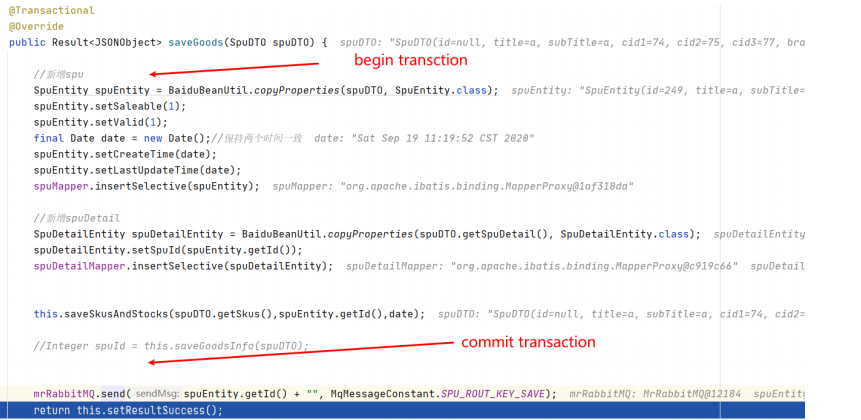 @Transactional
@Override
public Result<JSONObject> saveGoods(SpuDTO spuDTO) { spuDTO: "SpuDTO(id=null, title=a, subTitle=a, cid1=74, cid2=75, cid3=77, bra
begin transction
//新增spu
SpuEntity spuEntity = BaiduBeanUtil.copyProperties(spuDTO, SpuEntity.class); spuEntity: "SpuEntity(id=249, title=a, subTitle=
spuEntity.setSaleable(1);
spuEntity.setValid(1);
final Date date = new Date();//保持两个时间一致 date: "Sat Sep 19 11:19:52 CST 2020"
spuEntity.setCreateTime(date);
spuEntity.setLastUpdateTime(date);
spuMapper.insertSelective(spuEntity); spuMapper: "org.apache.ibatis.binding.MapperProxy@1af318da"
//新增spuDetail
SpuDetailEntity spuDetailEntity = BaiduBeanUtil.copyProperties(spuDTO.getSpuDetail(), SpuDetailEntity.class); spuDetailEntity
spuDetailEntity.setSpuId(spuEntity.getId());
spuDetailMapper.insertSelective(spuDetailEntity); spuDetailMapper: "org.apache.ibatis.binding.MapperProxy@c919c66" spuDetail
this.saveSkusAndStocks(spuDTO.getSkus(),spuEntity.getId(),date); spuDTO: "SpuDTO(id=null, title=a, subTitle=a, cid1=74, cid2=
//Integer spuId = this.saveGoodsInfo(spuDTO);
commit transaction
mrRabbitMQ.send( sendMsg: spuEntity.getId() + "", MqMessageConstant.SPU_ROUT_KEY_SAVE); mrRabbitMQ: MrRabbitMQ@12184 spuEntity
return this.setResultSuccess();